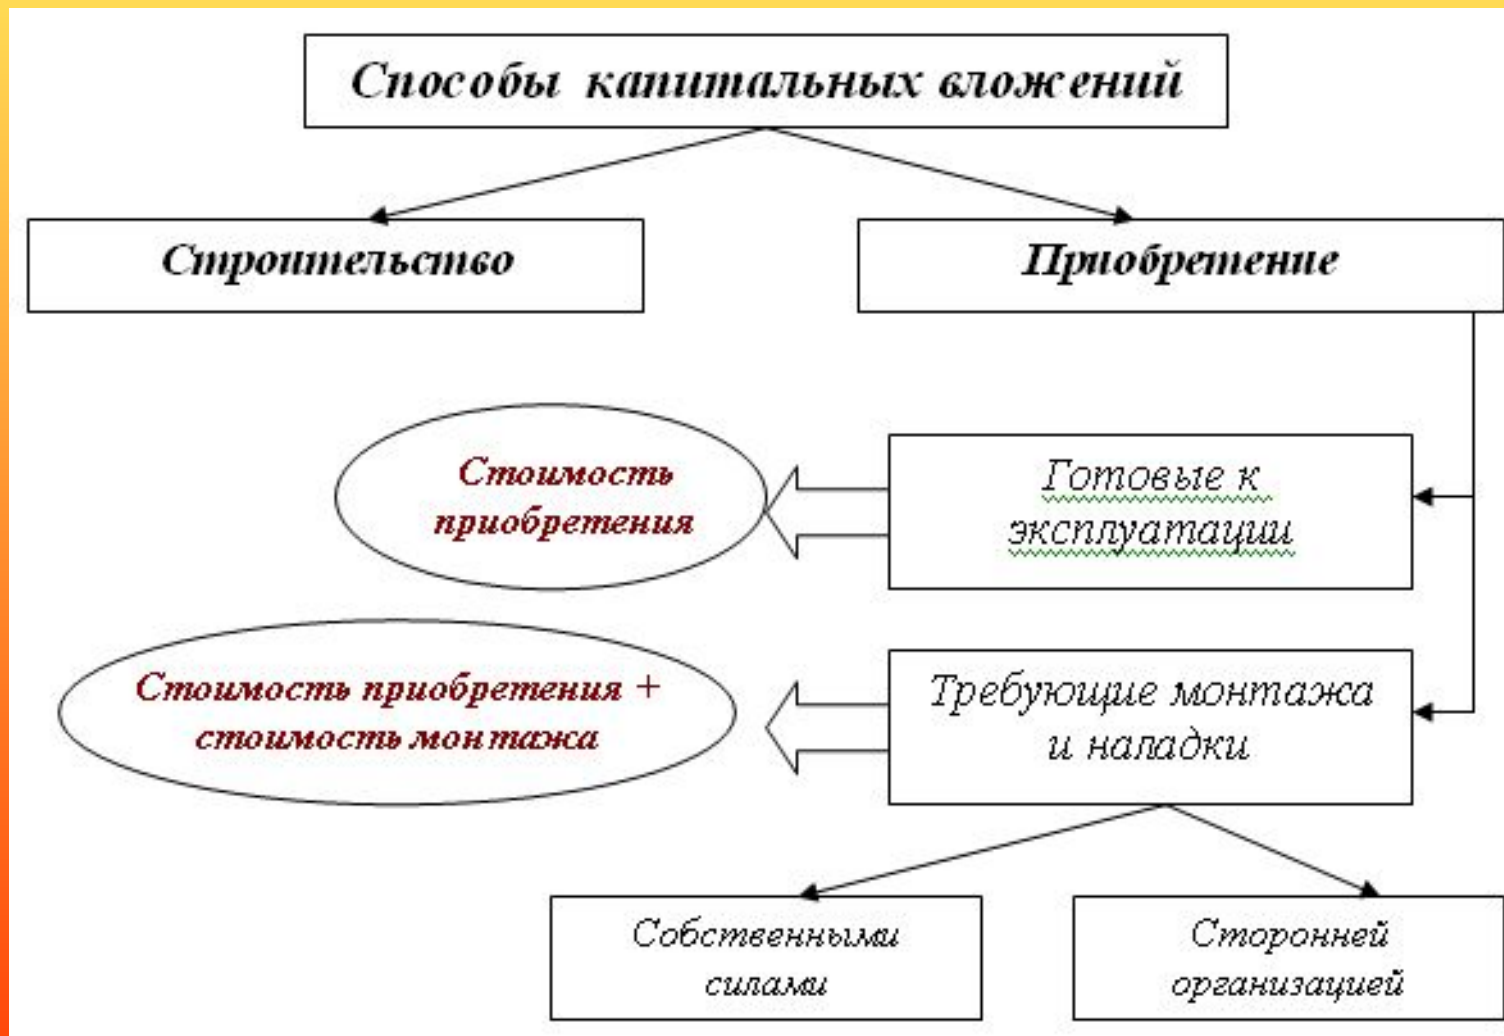 Способы капитальных вложений
Строительство
Приобретение
Стоимость
приобретения
Готовые к
эксплуатации
Стоимость приобретения +
стоимость монтажа
Требующие монтажа
и наладки
Собственными
силами
Сторонней
организацией